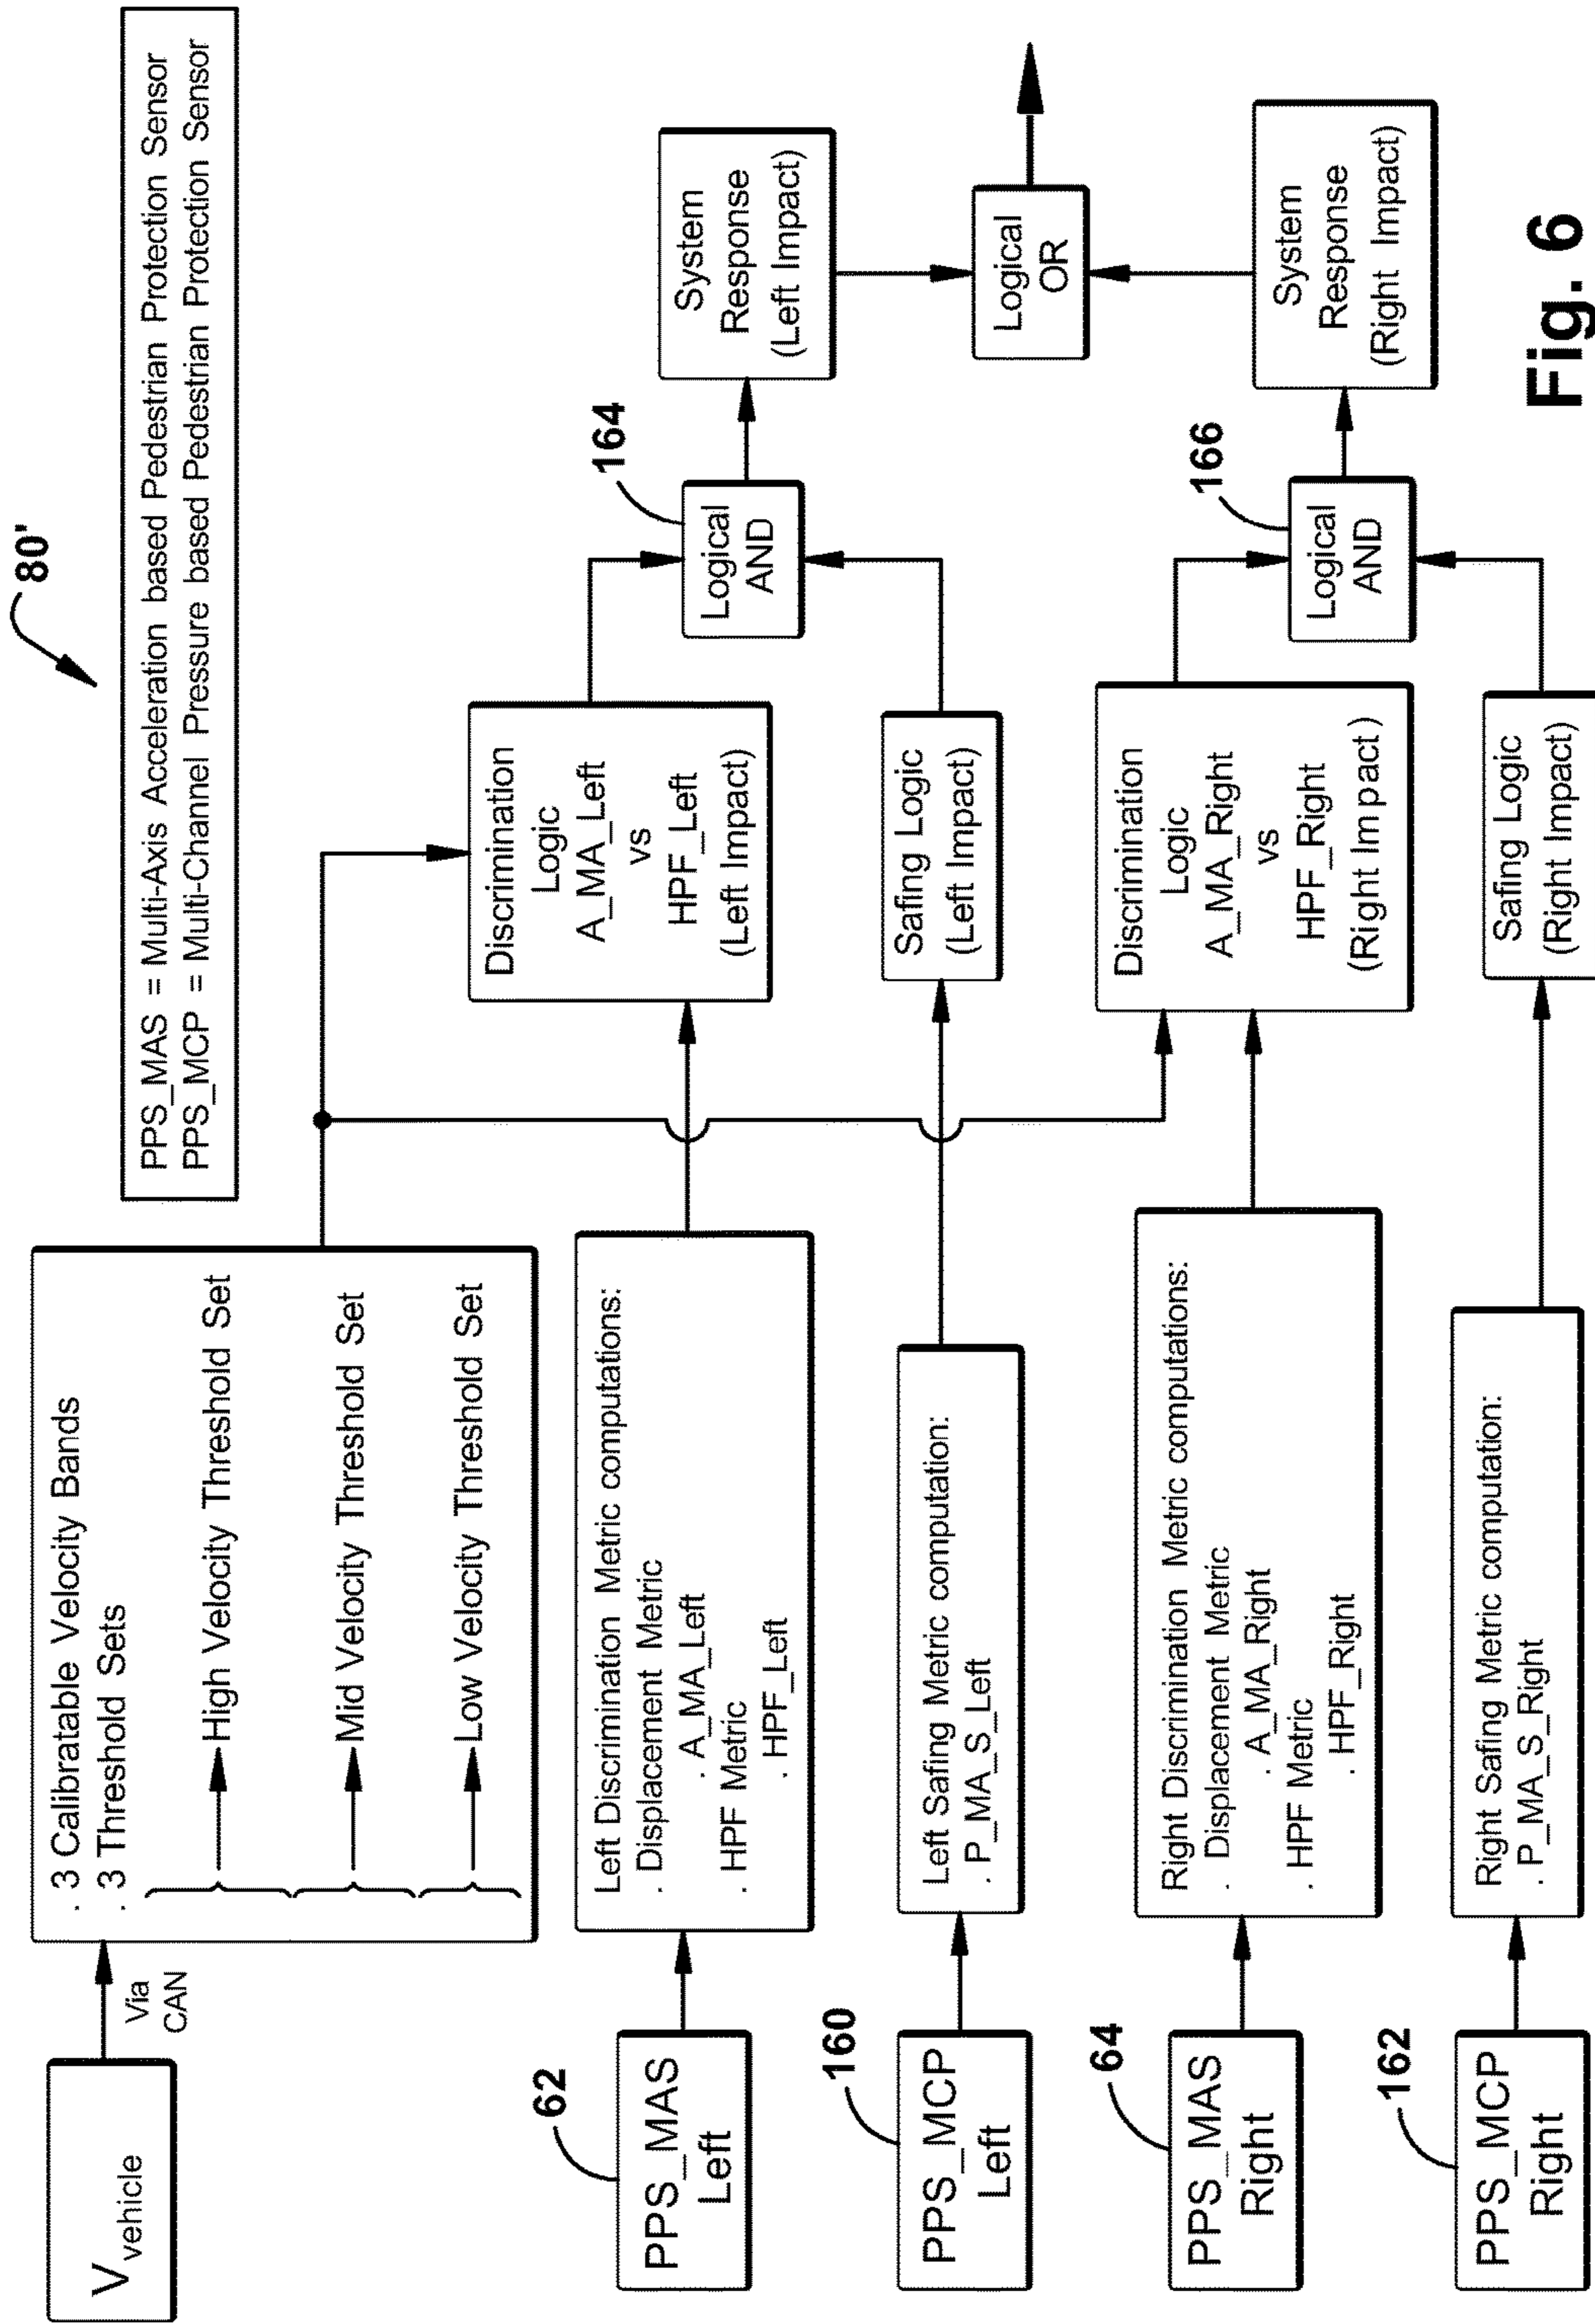 80'
PPS_MAS = Multi-Axis Acceleration based Pedestrian Protection Sensor
PPS_MCP = Multi-Channel Pressure based Pedestrian Protection Sensor
V vehicle
Via
CAN
. 3 Calibratable Velocity Bands
. 3 Threshold Sets
High Velocity Threshold Set
Mid Velocity Threshold Set
Low Velocity Threshold Set
62
PPS_MAS
Left
Left Discrimination Metric computations:
. Displacement Metric
. A_MA_Left
. HPF Metric
. HPF_Left
Discrimination
Logic
A_MA_Left
vs
HPF_Left
(Left Impact)
164
Logical
AND
System
Response
(Left Impact)
160
PPS_MCP
Left
Left Safing Metric computation:
. P_MA_S_Left
Safing Logic
(Left Impact)
Logical
OR
64
PPS_MAS
Right
Right Discrimination Metric computations:
. Displacement Metric
. A_MA_Right
. HPF Metric
. HPF_Right
Discrimination
Logic
A_MA_Right
vs
HPF_Right
(Right Impact)
166
Logical
AND
System
Response
(Right Impact)
162
PPS_MCP
Right
Right Safing Metric computation:
. P_MA_S_Right
Safing Logic
(Right Impact)
Fig. 6